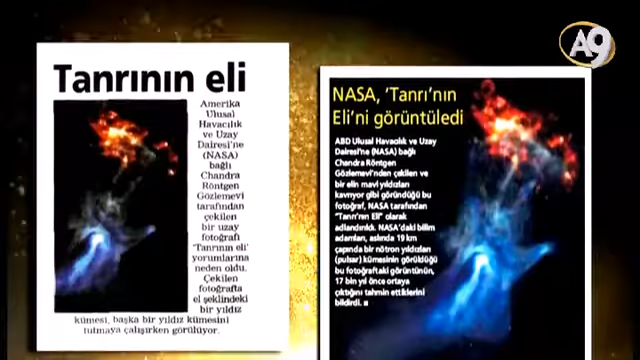 A9
Tanrının eli
Amerika
Ulusal
Havacılık
ve Uzay
Dairesi'ne
(NASA)
bağlı
Chandra
Röntgen
Gözlemevi
tarafından
çekilen
bir uzay
fotoğrafı
'Tanrının eli'
yorumlarına
neden oldu.
Çekilen
fotoğrafta
el şeklindeki
bir yıldız
kümesi, başka bir yıldız kümesini
tutmaya çalışırken görülüyor.
NASA, 'Tanrı'nın
Eli'ni görüntüledi
ABD Ulusal Havacılık ve Uzay
Dairesi'ne (NASA) bağlı
Chandra Röntgen
Gözlemevi'nden çekilen ve
bir elin mavi yıldızları
kavrıyor gibi göründüğü bu
fotoğraf, NASA tarafından
"Tanrı'nın Eli" olarak
adlandırıldı. NASA'daki bilim
adamları, aslında 19 km
çapında bir nötron yıldızları
(pulsar) kümesinin görüldüğü
bu fotoğraftaki görüntünün,
17 bin yıl önce ortaya
çıktığını tahmin ettiklerini
bildirdi.